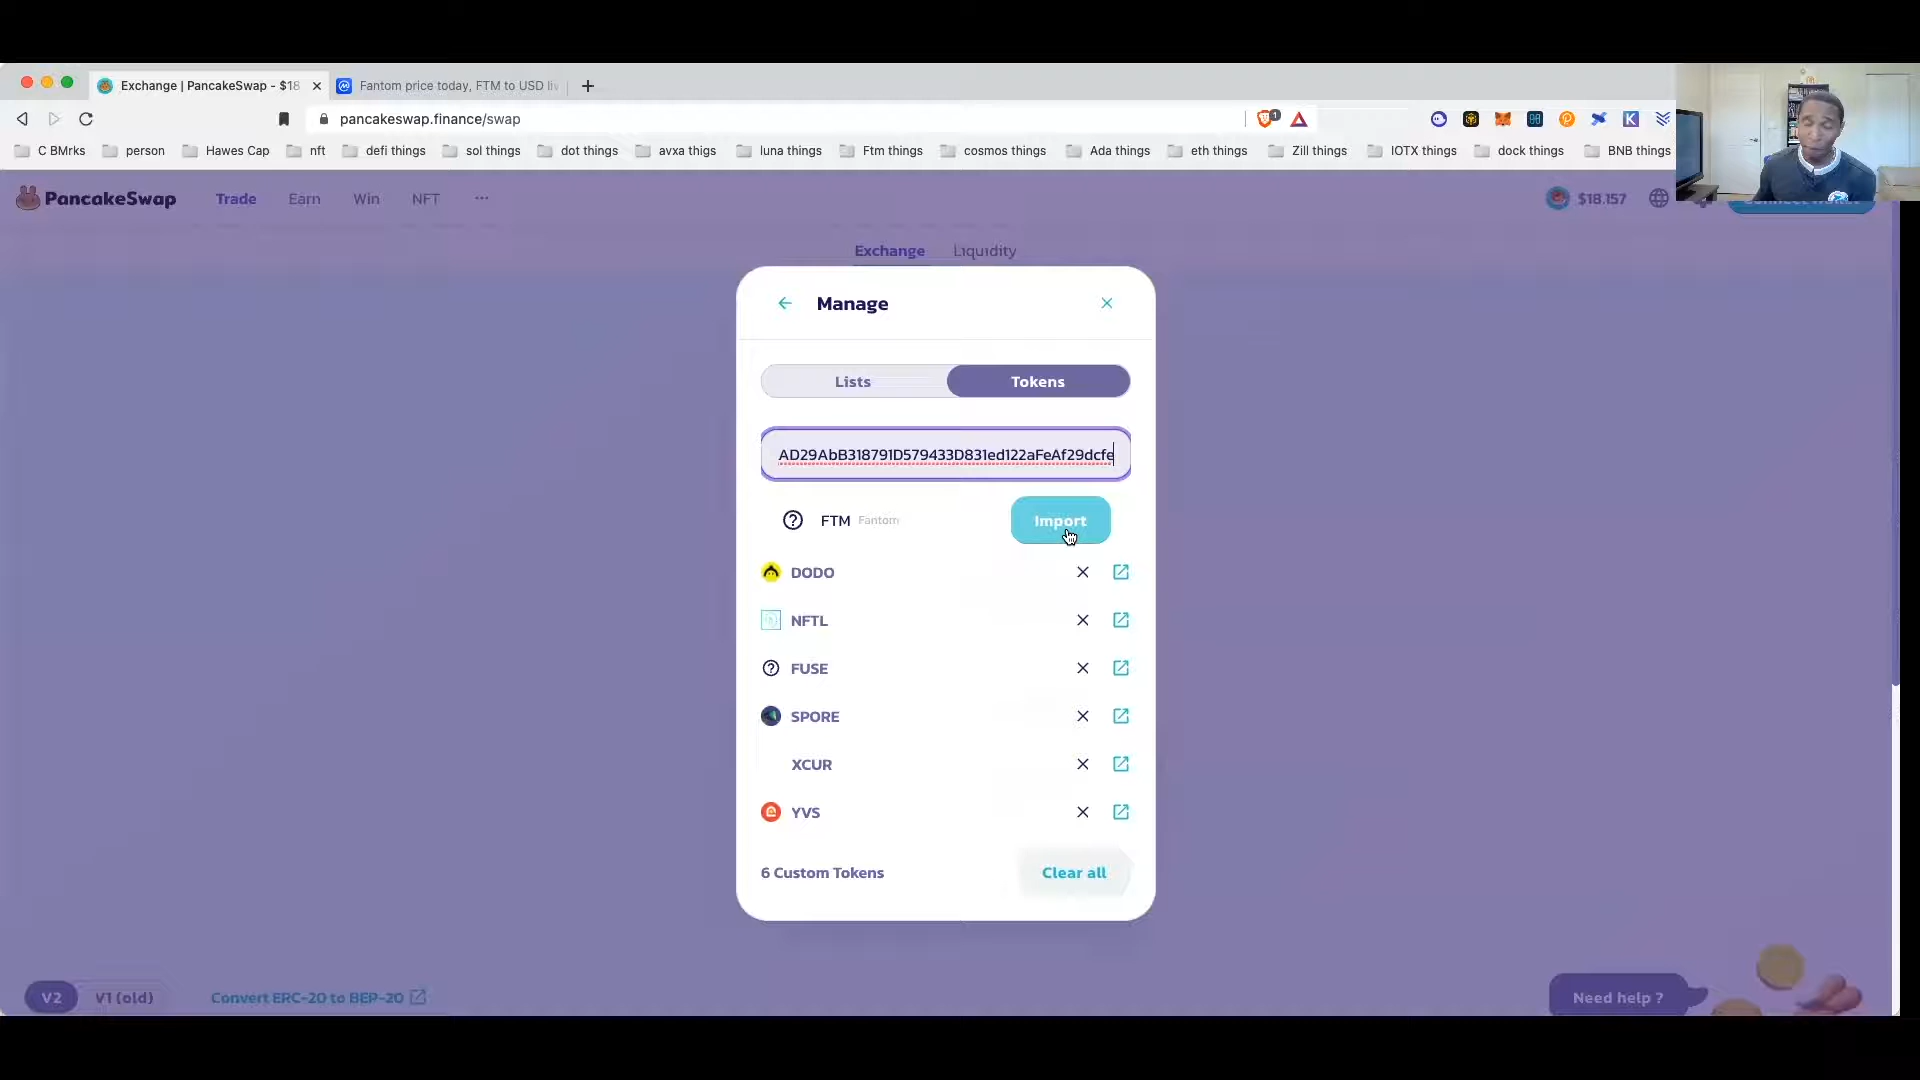 Exchange | PancakeSwap - $18
Fantom price today, FTM to USD li
pancakeswap.finance/swap
1
C BMrks
person
Hawes Cap
nft
defi things
sol things
dot things
avxa thigs
luna things
Ftm things
cosmos things
Ada things
eth things
Zill things
IOTX things
dock things
BNB things
PancakeSwap
Trade
Earn
Win
NFT
$18.157
Exchange
Liquidity
Manage
Lists
Tokens
AD29AbB318791D579433D831ed122aFeAf29dcfe
FTM Fantom
Import
DODO
NFTL
FUSE
SPORE
XCUR
YVS
6 Custom Tokens
Clear all
V2
V1 (old)
Convert ERC-20 to BEP-20
Need help ?